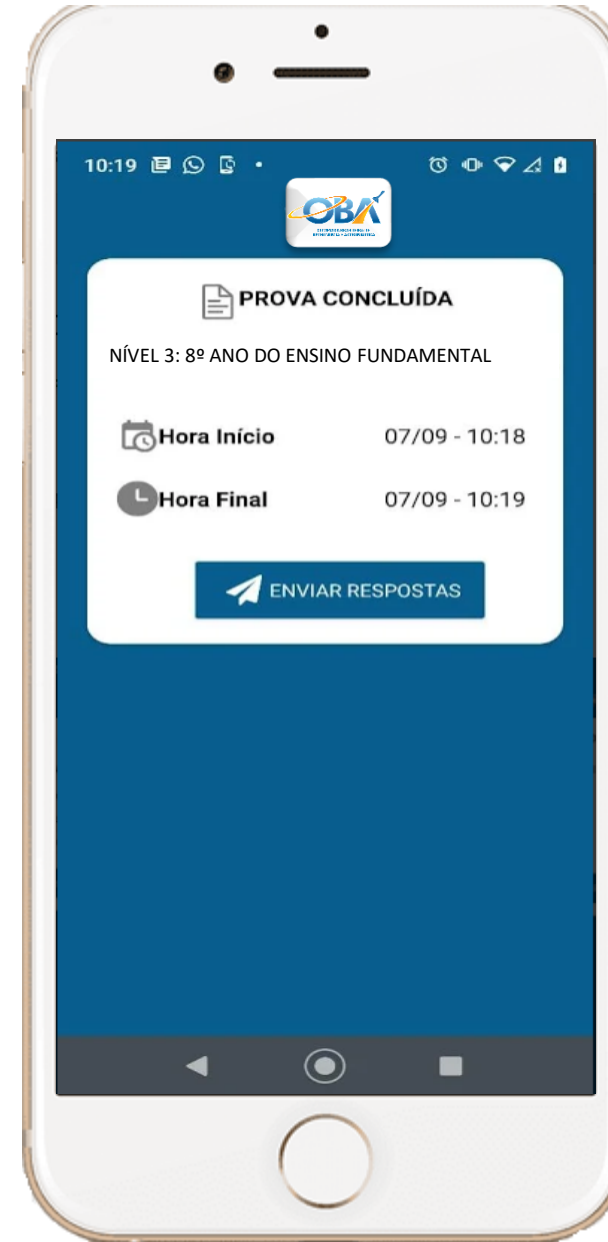 10:19
OBA
PROVA CONCLUÍDA
NÍVEL 3: 8º ANO DO ENSINO FUNDAMENTAL
Hora Início 07/09 - 10:18
Hora Final 07/09 - 10:19
ENVIAR RESPOSTAS